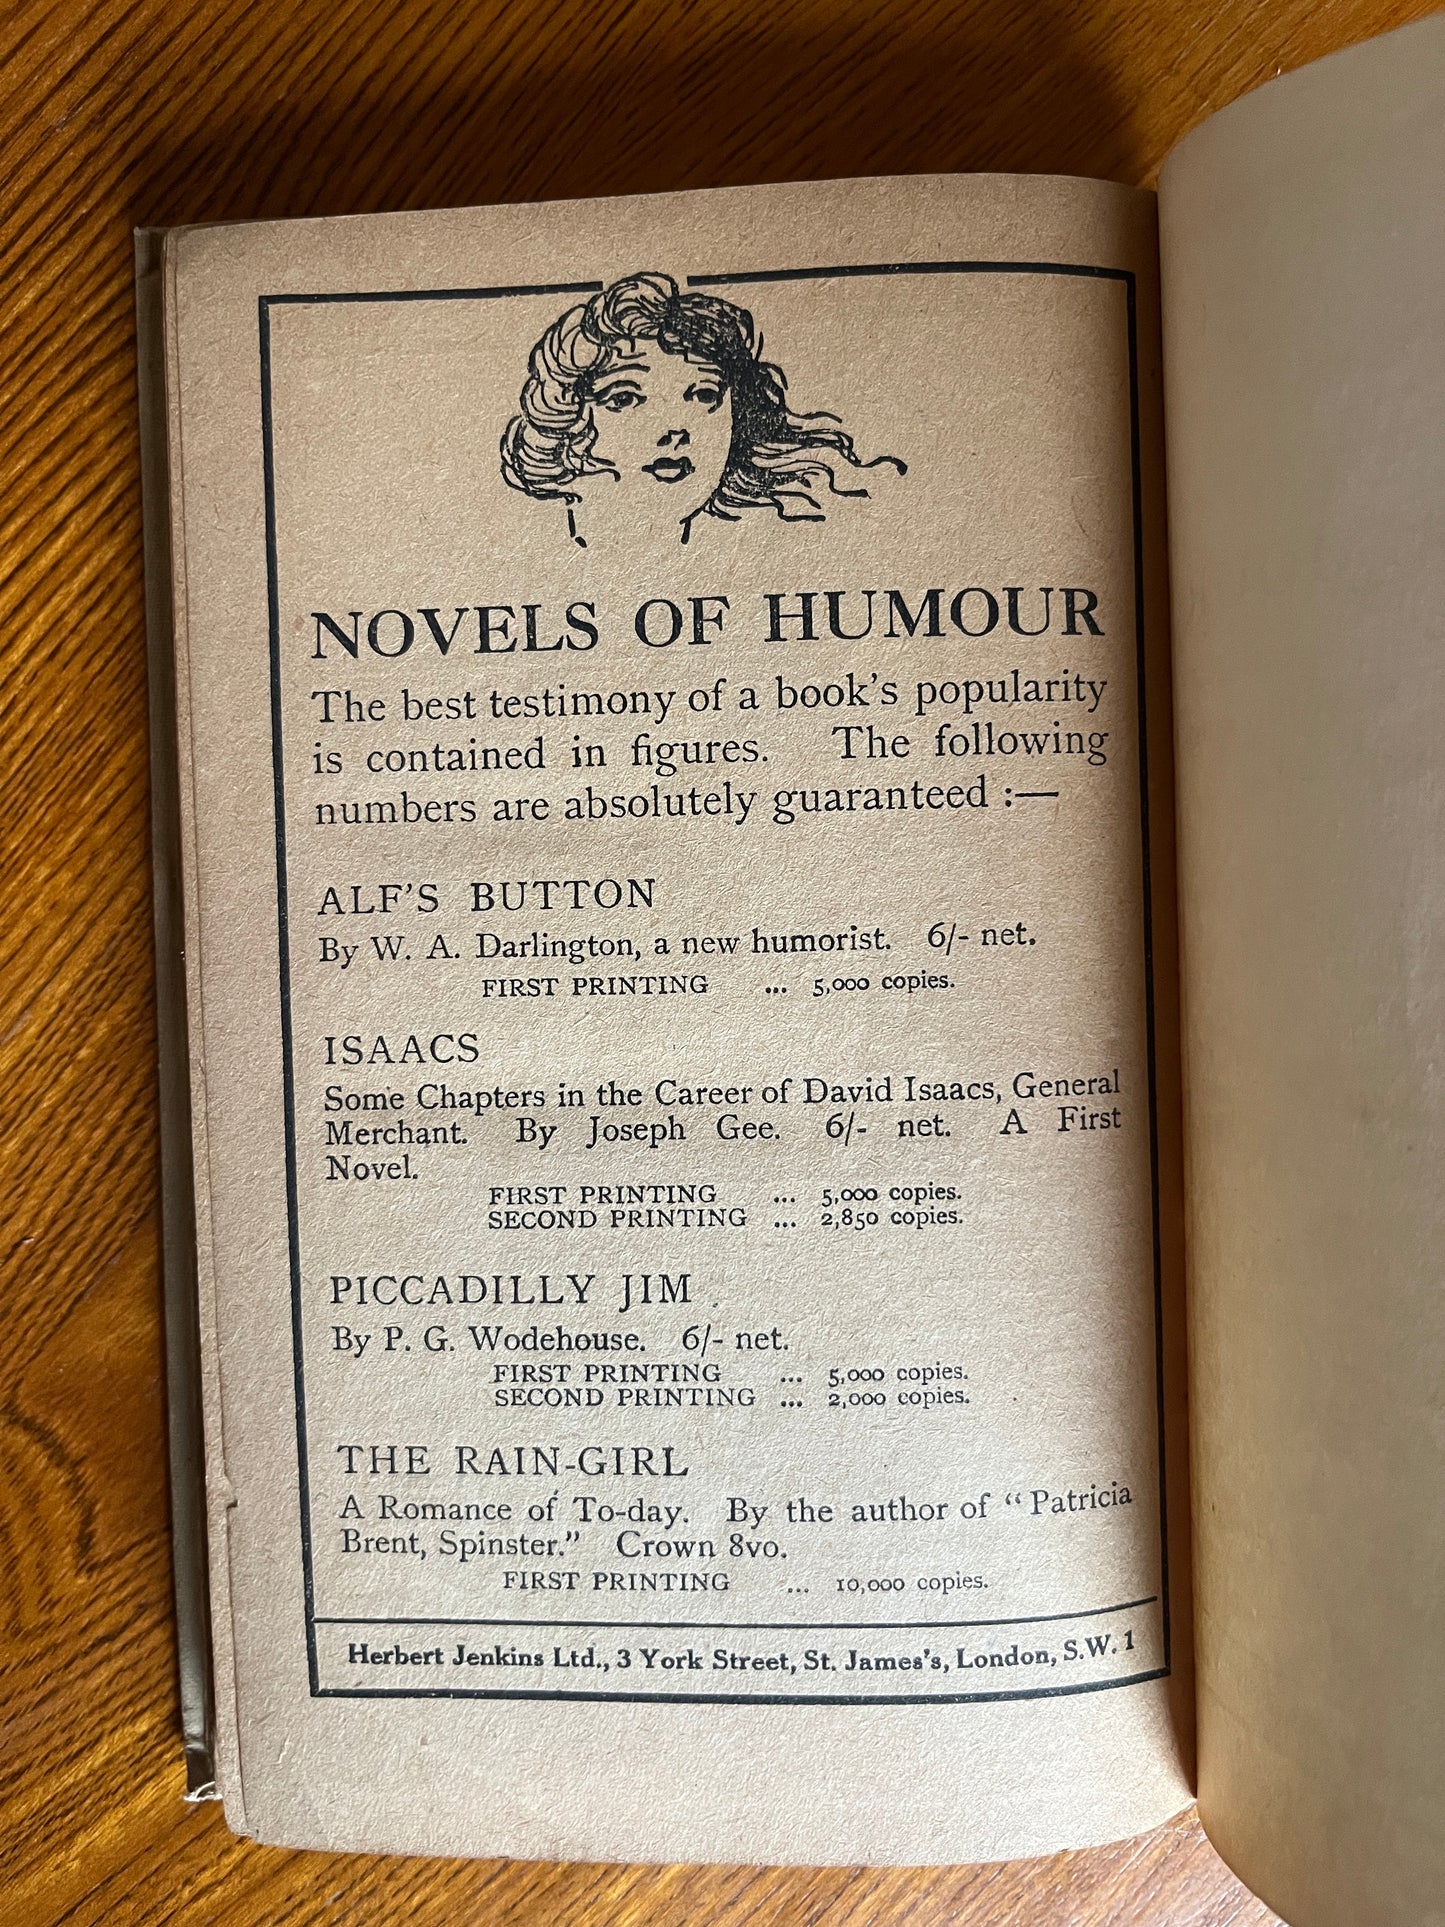 NOVELS OF HUMOUR
The best testimony of a book's popularity
is contained in figures. The following
numbers are absolutely guaranteed :—
ALF'S BUTTON
By W. A. Darlington, a new humorist. 6/- net.
FIRST PRINTING ... 5,000 copies.
ISAACS
Some Chapters in the Career of David Isaacs, General
Merchant. By Joseph Gee. 6/- net. A First
Novel.
FIRST PRINTING ... 5,000 copies.
SECOND PRINTING ... 2,850 copies.
PICCADILLY JIM
By P. G. Wodehouse. 6/- net.
FIRST PRINTING ... 5,000 copies.
SECOND PRINTING ... 2,000 copies.
THE RAIN-GIRL
A Romance of To-day. By the author of "Patricia
Brent, Spinster." Crown 8vo.
FIRST PRINTING ... 10,000 copies.
Herbert Jenkins Ltd., 3 York Street, St. James's, London, S.W. 1